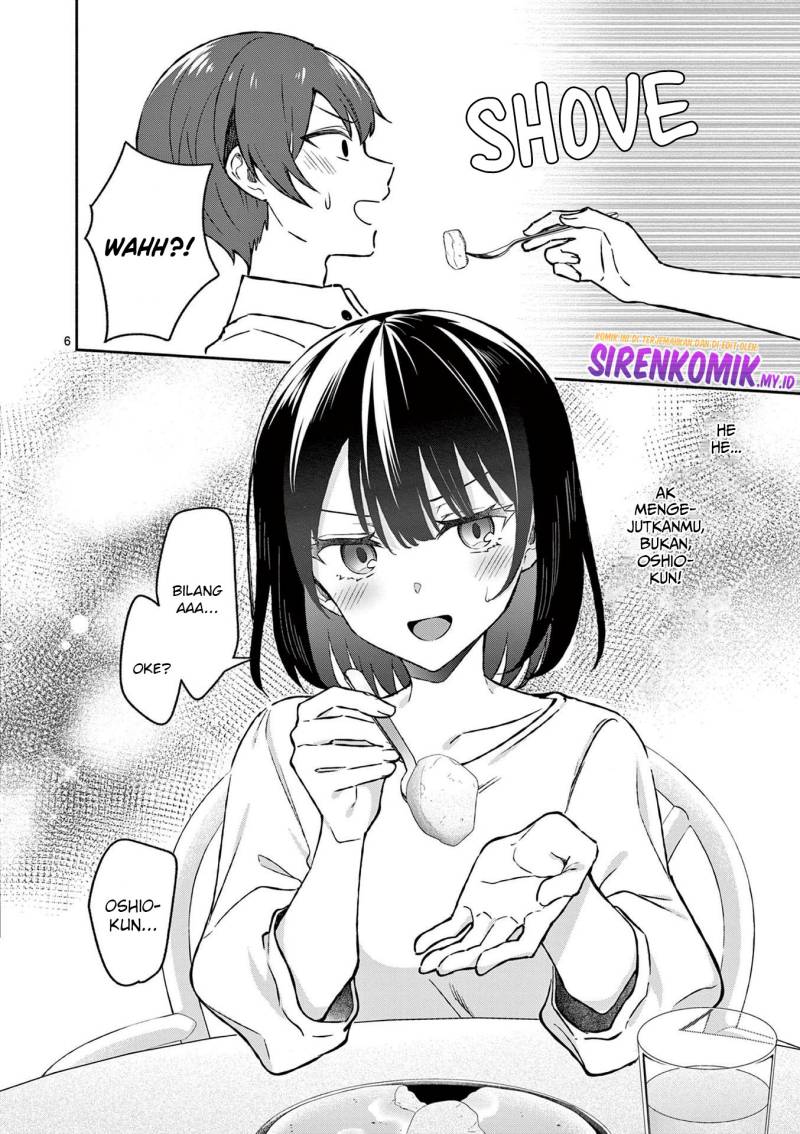 SHOVE
WAHH?!
6
KOMIK INI DI TERJEMAHKAN DAN DI EDIT OLEH:
SIRENKOMIK.MY.ID
HE
HE...
AK
MENGE-
JUTKANMU,
BUKAN,
OSHIO-
KUN!
BILANG
AAA...
OKE?
OSHIO-
KUN...